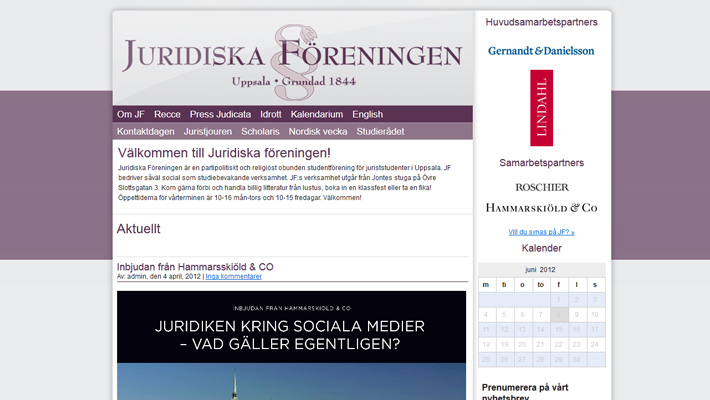 JURIDISKA FÖRENINGEN
Uppsala • Grundad 1844
Om JF Recce Press Judicata Idrott Kalendarium English
Kontaktdagen Juristjouren Scholaris Nordisk vecka Studierådet
Välkommen till Juridiska föreningen!
Juridiska Föreningen är en partipolitiskt och religiöst obunden studentförening för juriststudenter i Uppsala. JF
bedriver såväl social som studiebevakande verksamhet. JF:s verksamhet utgår från Jontes stuga på Övre
Slottsgatan 3. Kom gärna förbi och handla billig litteratur från lustus, boka in en klassfest eller ta en fika!
Öppettiderna för vårterminen är 10-16 mån-tors och 10-15 fredagar. Välkommen!
Aktuellt
Inbjudan från Hammarsskiöld & CO
Av: admin, den 4 april, 2012 | Inga kommentarer
INBJUDAN FRÅN HAMMARSKIÖLD & CO
JURIDIKEN KRING SOCIALA MEDIER
– VAD GÄLLER EGENTLIGEN?
Huvudsamarbetspartners
Gernandt & Danielsson
LINDAHL
Samarbetspartners
ROSCHIER
HAMMARSKIÖLD & CO
Vill du synas på JF? »
Kalender
juni 2012
m ti o to f l s
1 2 3
4 5 6 7 8 9 10
11 12 13 14 15 16 17
18 19 20 21 22 23 24
25 26 27 28 29 30
Prenumerera på vårt
nyhetsbrev